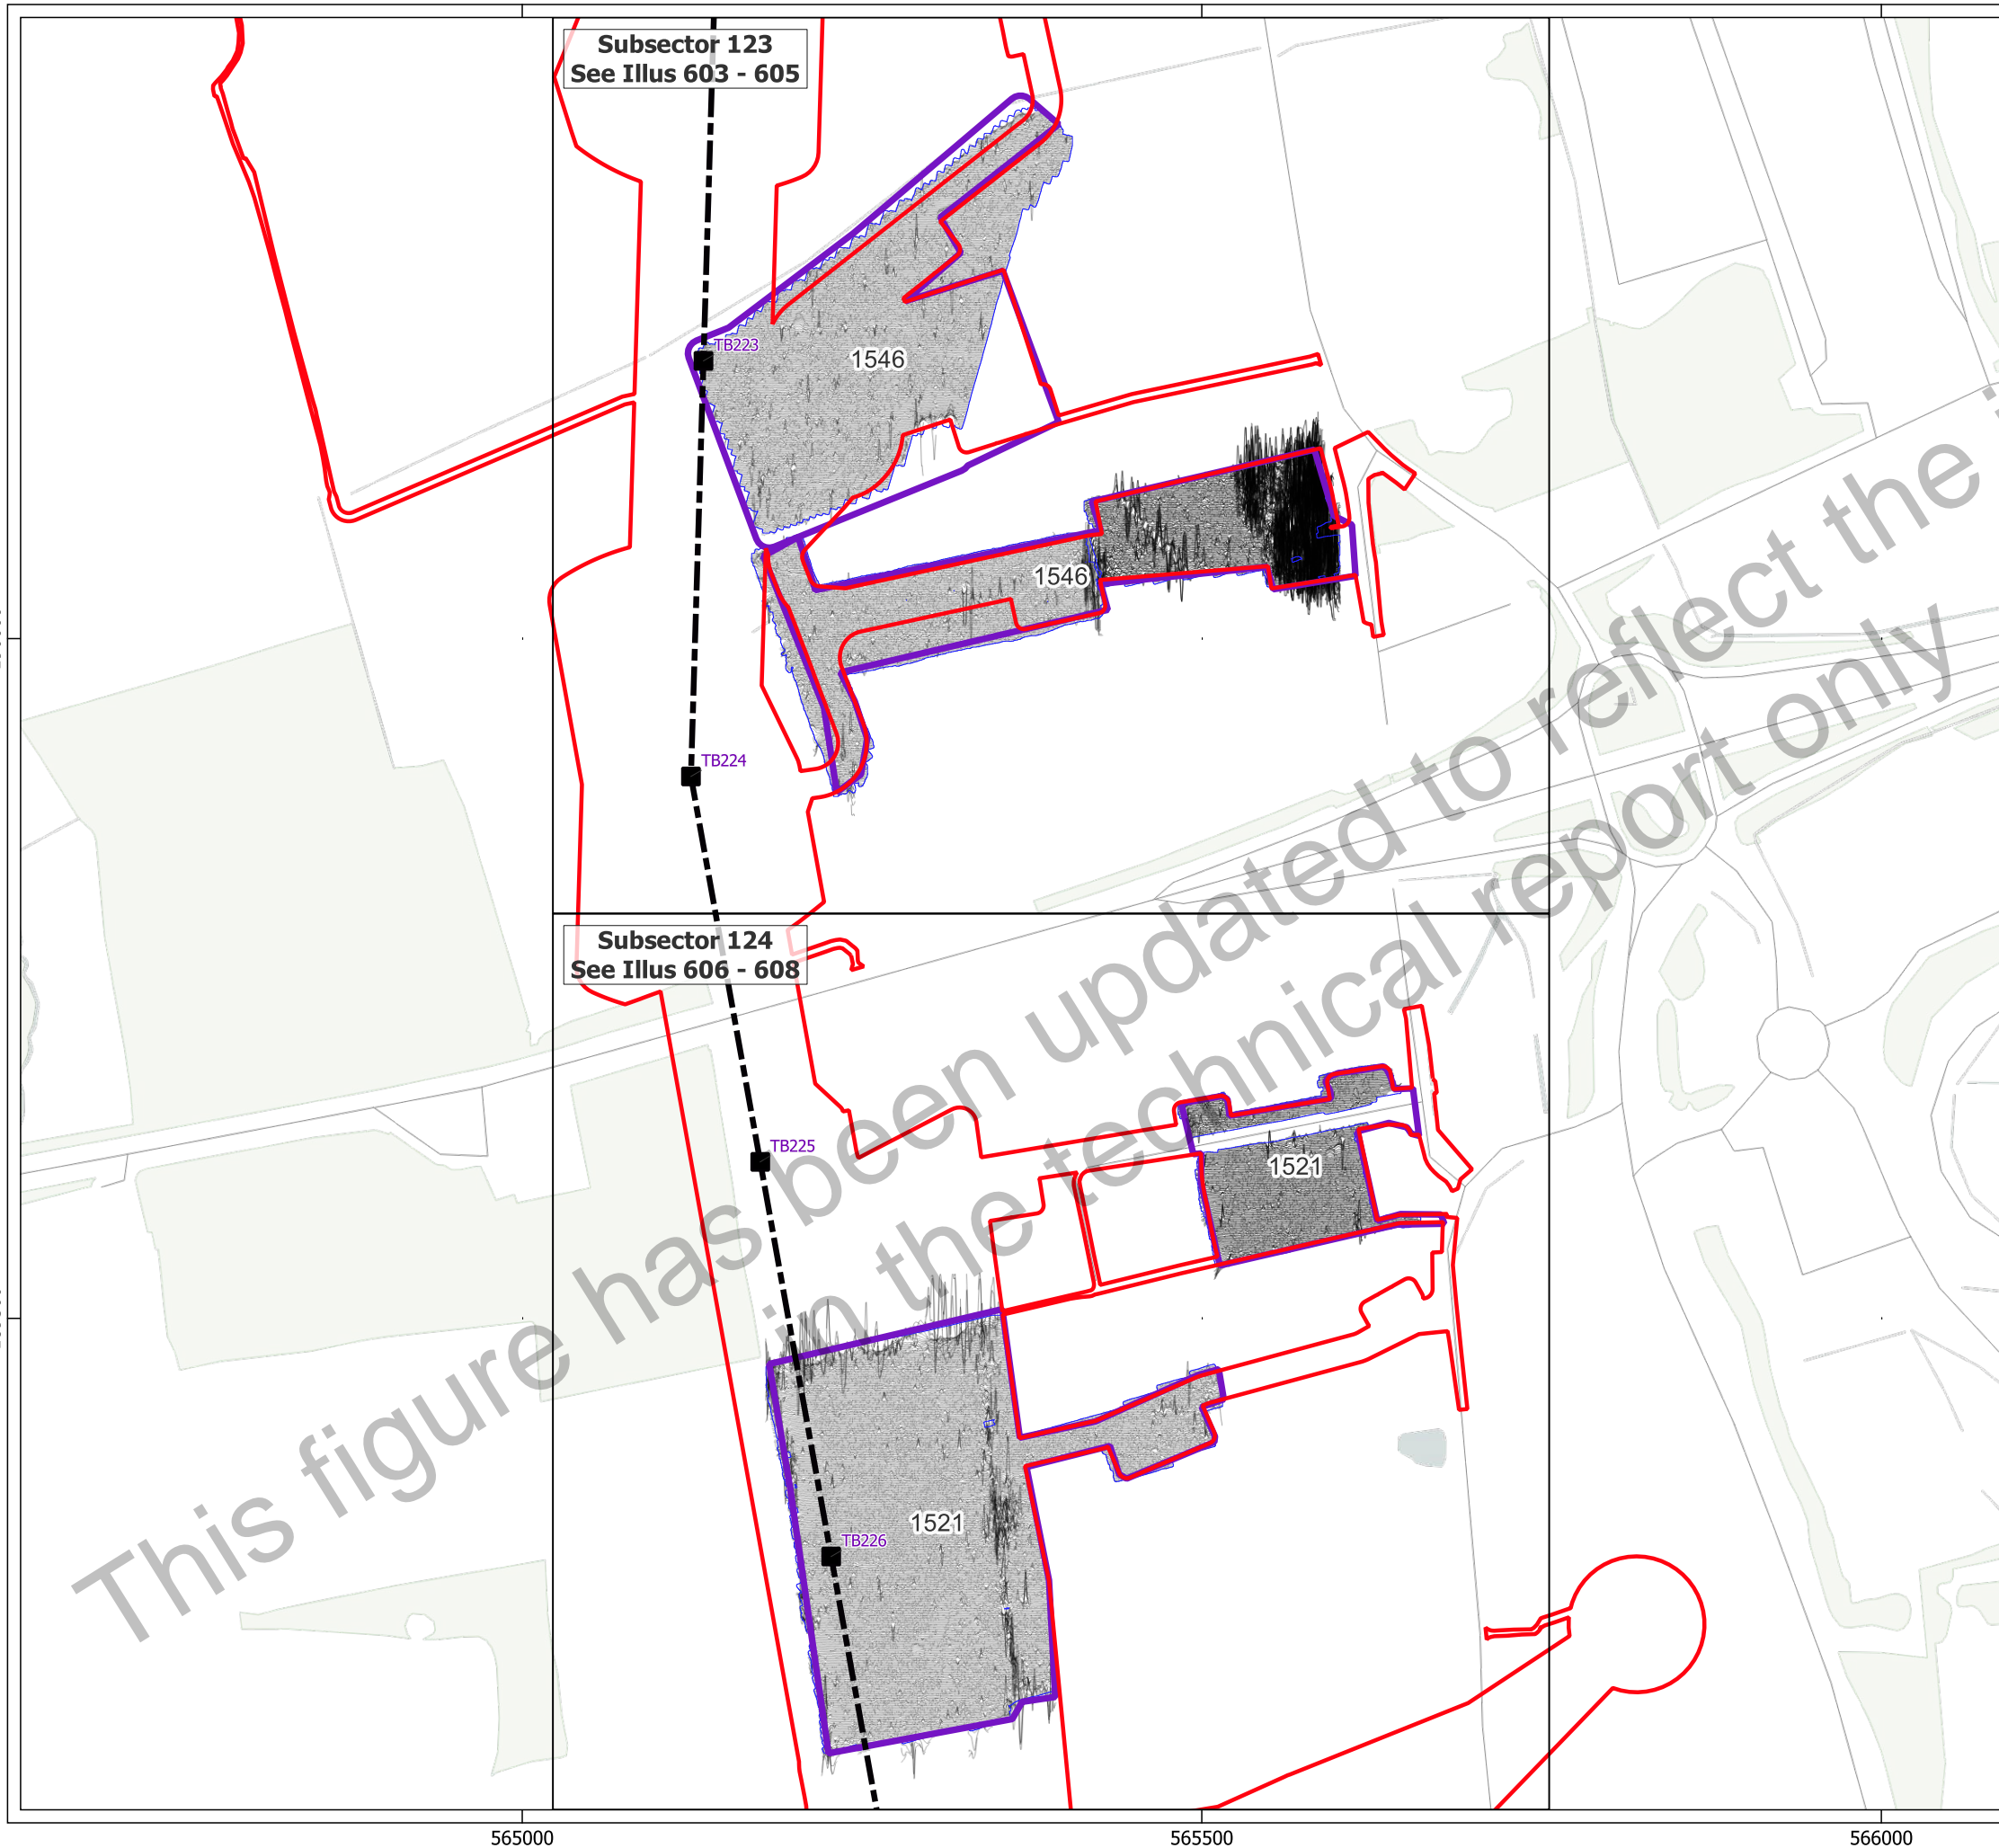 Subsector 123
See Illus 603 - 605
TB223
1546
1546
TB224
Subsector 124
See Illus 606 - 608
TB225
1521
1521
TB226
This figure has been updated to reflect the
in the technical report only
565000
565500
566000